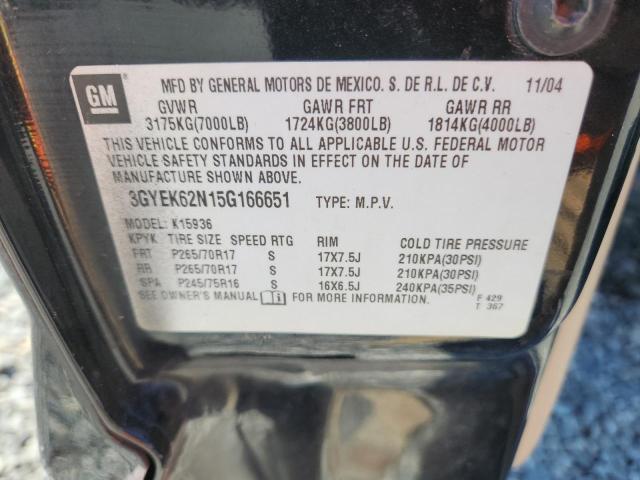 GM
MFD BY GENERAL MOTORS DE MEXICO. S. DE R.L. DE C.V. 11/04
GVWR GAWR FRT GAWR RR
3175KG(7000LB) 1724KG(3800LB) 1814KG(4000LB)
THIS VEHICLE CONFORMS TO ALL APPLICABLE U.S. FEDERAL MOTOR
VEHICLE SAFETY STANDARDS IN EFFECT ON THE DATE OF
MANUFACTURE SHOWN ABOVE.
3GYEK62N15G166651 TYPE: M.P.V.
MODEL: K15936
KPYK TIRE SIZE SPEED RTG RIM COLD TIRE PRESSURE
FRT P265/70R17 S 17X7.5J 210KPA(30PSI)
RR P265/70R17 S 17X7.5J 210KPA(30PSI)
SPA P245/75R16 S 16X6.5J 240KPA(35PSI)
SEE OWNER'S MANUAL FOR MORE INFORMATION. F 429
T 367